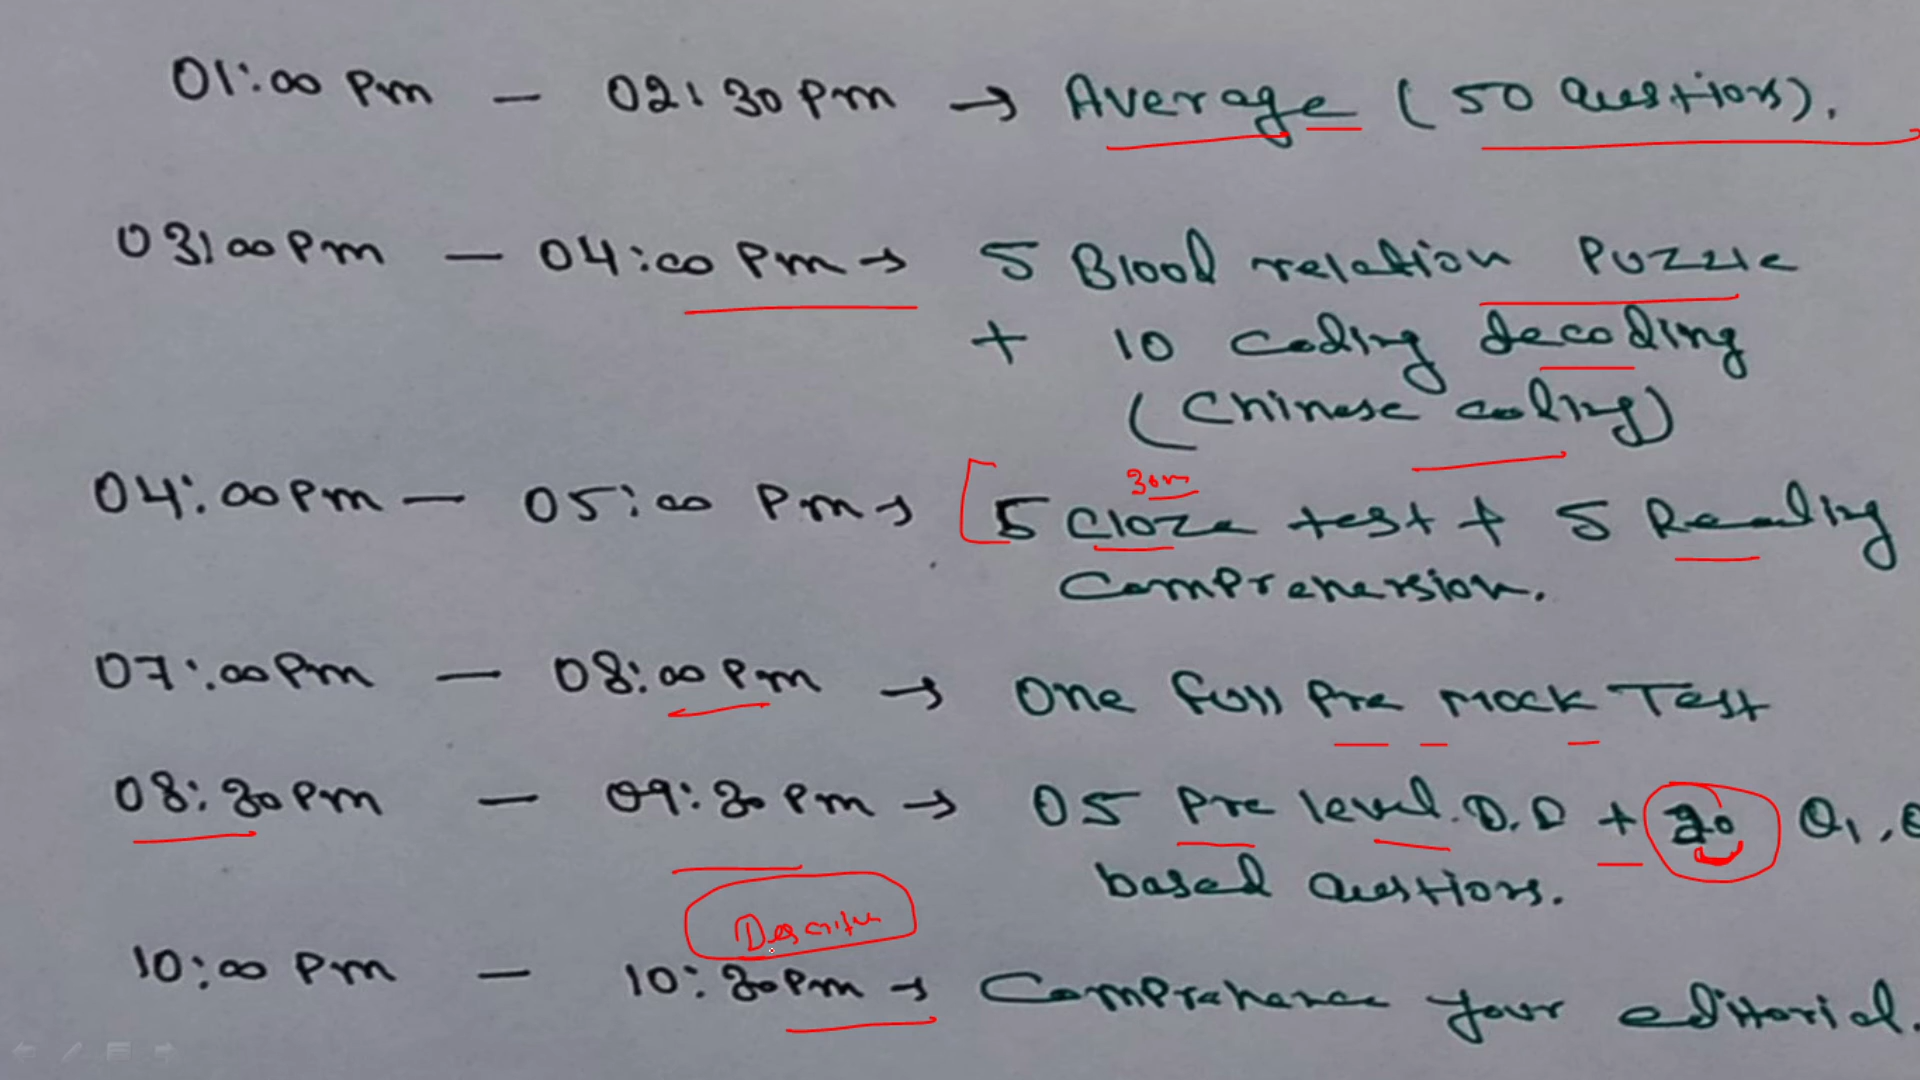 01:00 Pm - 02:30 pm → Average (50 Questions).
03:00 Pm - 04:00 Pm → 5 Blood relation Puzzle
+ 10 coding decoding
(Chinese coding)
30m
04:00 Pm - 05:00 Pm → 5 Cloze test + 5 Reading
Comprehension.
07:00 Pm - 08:00 Pm → One full Pre Mock Test
08:30 Pm - 09:30 Pm → 05 Pre level D.D + 20 Q1,
based Questions.
10:00 Pm - 10:30 Pm → Comprehence your editorial.